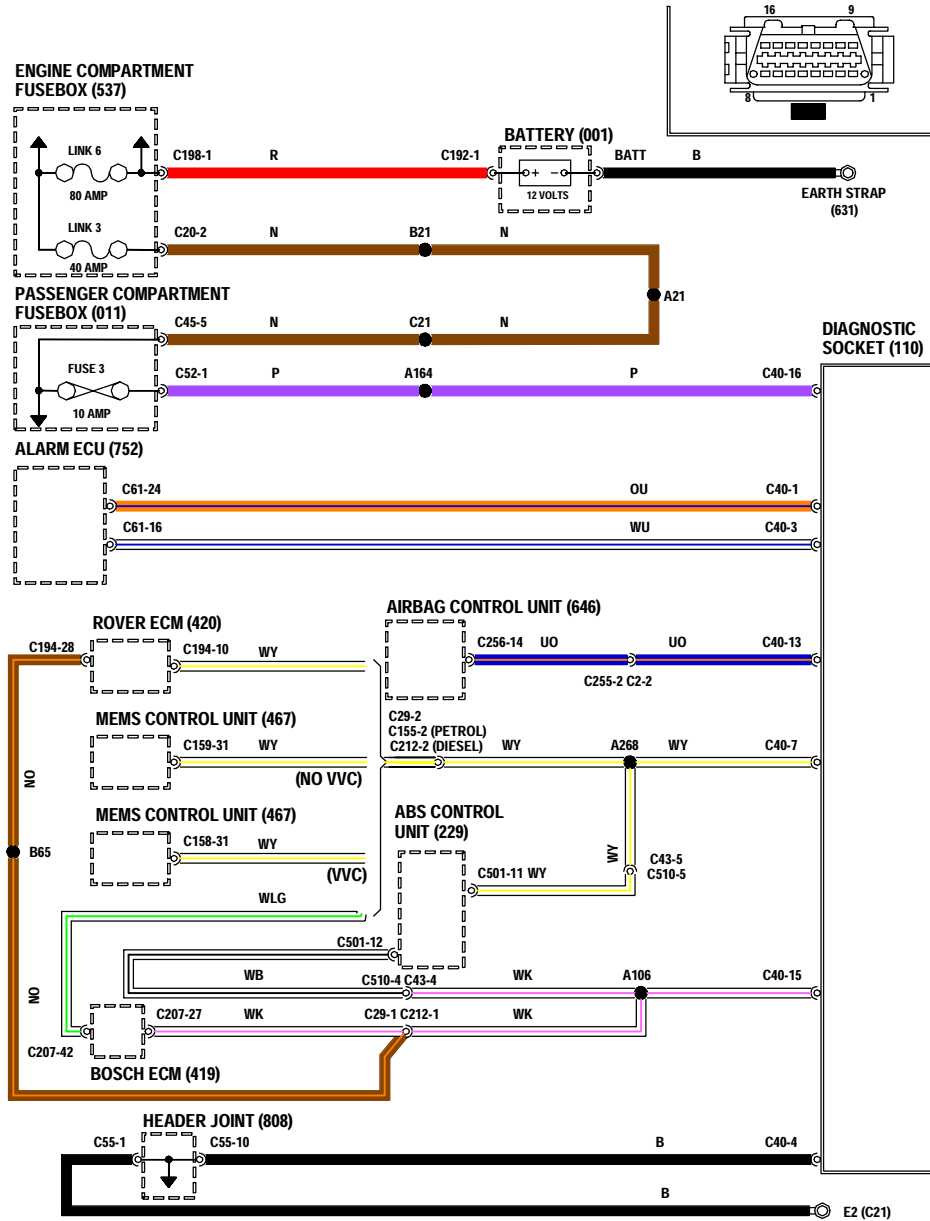 16 9
8 1
ENGINE COMPARTMENT
FUSEBOX (537)
LINK 6
80 AMP
C198-1 R C192-1
BATTERY (001)
+ -
12 VOLTS
BATT B
EARTH STRAP
(631)
LINK 3
40 AMP
C20-2 N B21 N
A21
PASSENGER COMPARTMENT
FUSEBOX (011)
C45-5 N C21 N
FUSE 3
10 AMP
C52-1 P A164 P C40-16
DIAGNOSTIC
SOCKET (110)
ALARM ECU (752)
C61-24 OU C40-1
C61-16 WU C40-3
ROVER ECM (420)
C194-28 C194-10 WY
AIRBAG CONTROL UNIT (646)
C256-14 UO UO C40-13
C255-2 C2-2
MEMS CONTROL UNIT (467)
C159-31 WY
(NO VVC)
C29-2
C155-2 (PETROL)
C212-2 (DIESEL) WY A268 WY C40-7
NO
MEMS CONTROL UNIT (467)
C158-31 WY
(VVC)
B65
ABS CONTROL
UNIT (229)
WY
C43-5
C510-5
C501-11 WY
WLG
C501-12
WB C510-4 C43-4 WK A106 C40-15
NO
C207-27 WK C29-1 C212-1 WK
C207-42
BOSCH ECM (419)
HEADER JOINT (808)
C55-1 C55-10 B C40-4
B
E2 (C21)